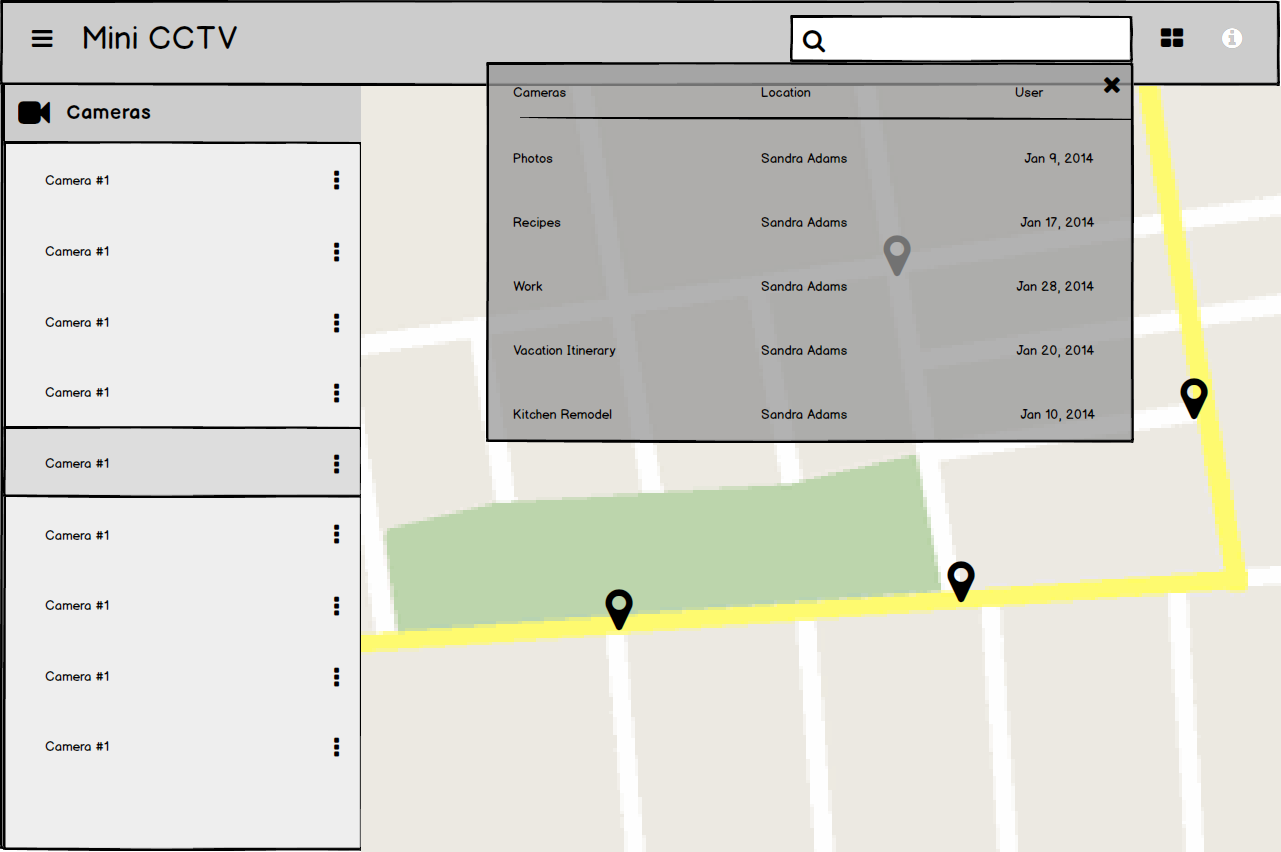 Mini CCTV
Cameras Location User
Photos Sandra Adams Jan 9, 2014
Recipes Sandra Adams Jan 17, 2014
Work Sandra Adams Jan 28, 2014
Vacation Itinerary Sandra Adams Jan 20, 2014
Kitchen Remodel Sandra Adams Jan 10, 2014
Cameras
Camera #1
Camera #1
Camera #1
Camera #1
Camera #1
Camera #1
Camera #1
Camera #1
Camera #1